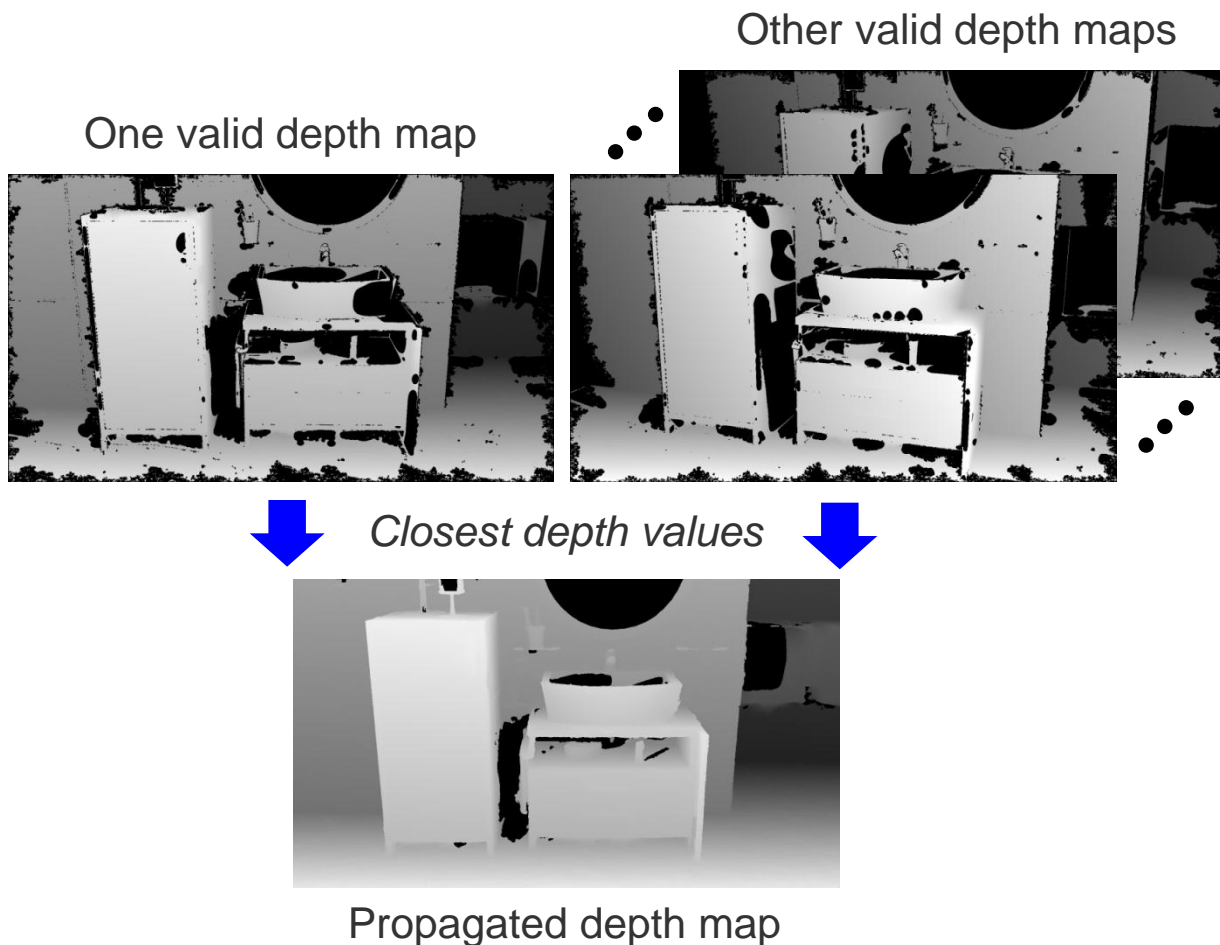 Other valid depth maps
One valid depth map
Closest depth values
Propagated depth map